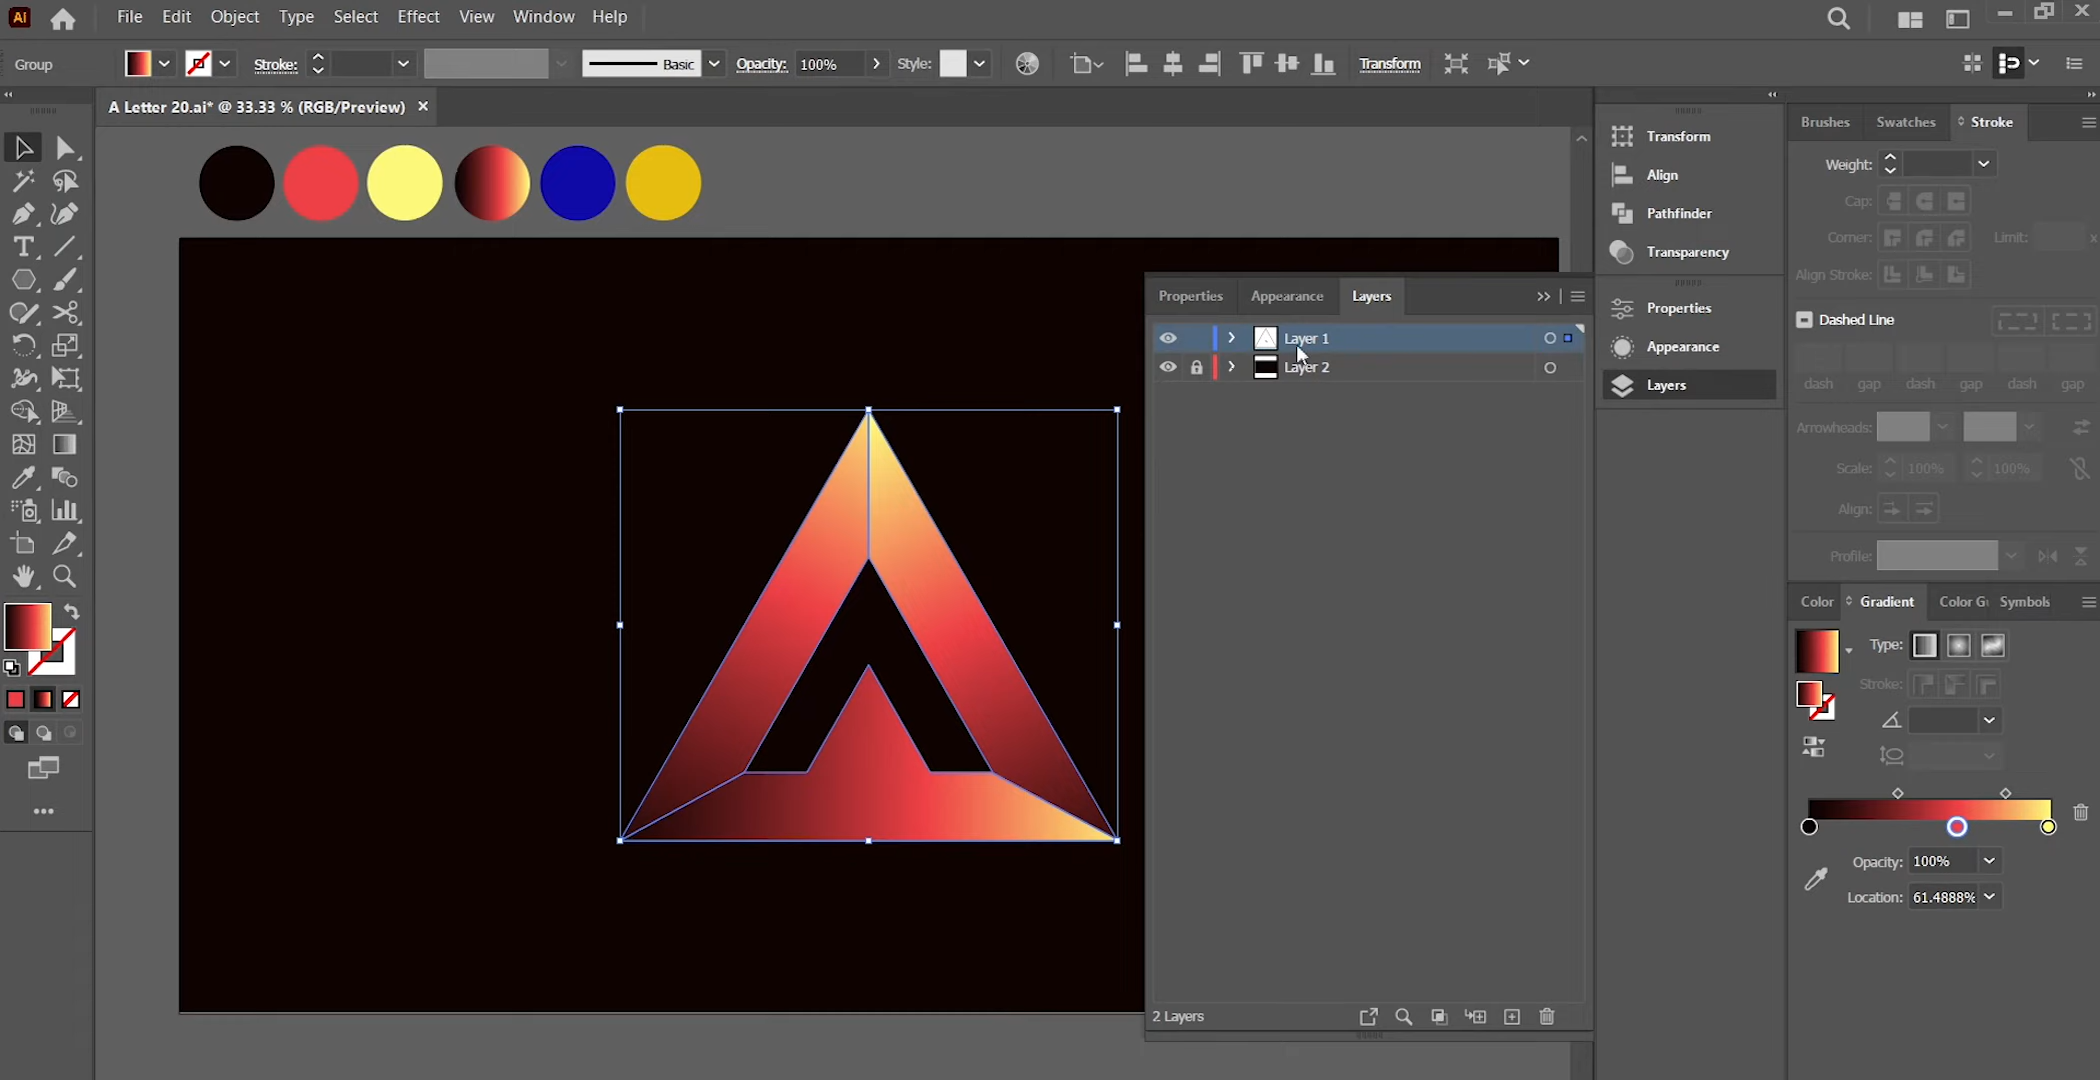 Ai File Edit Select Object Type Select Effect View Window Help
Group Stroke: Basic Opacity: 100% Style: Transform
A Letter 20.ai* @ 33.33 % (RGB/Preview) ×
Properties Appearance Layers
Layer 1
Layer 2
2 Layers
Transform
Align
Pathfinder
Transparency
Properties
Appearance
Layers
Brushes Swatches Stroke
Weight:
Cap:
Corner: Limit: x
Align Stroke:
Dashed Line
dash gap dash gap dash gap
Arrowheads:
Scale: 100% 100%
Align:
Profile:
Color Gradient Color Gu Symbols
Type:
Stroke:
Opacity: 100%
Location: 61.4888%